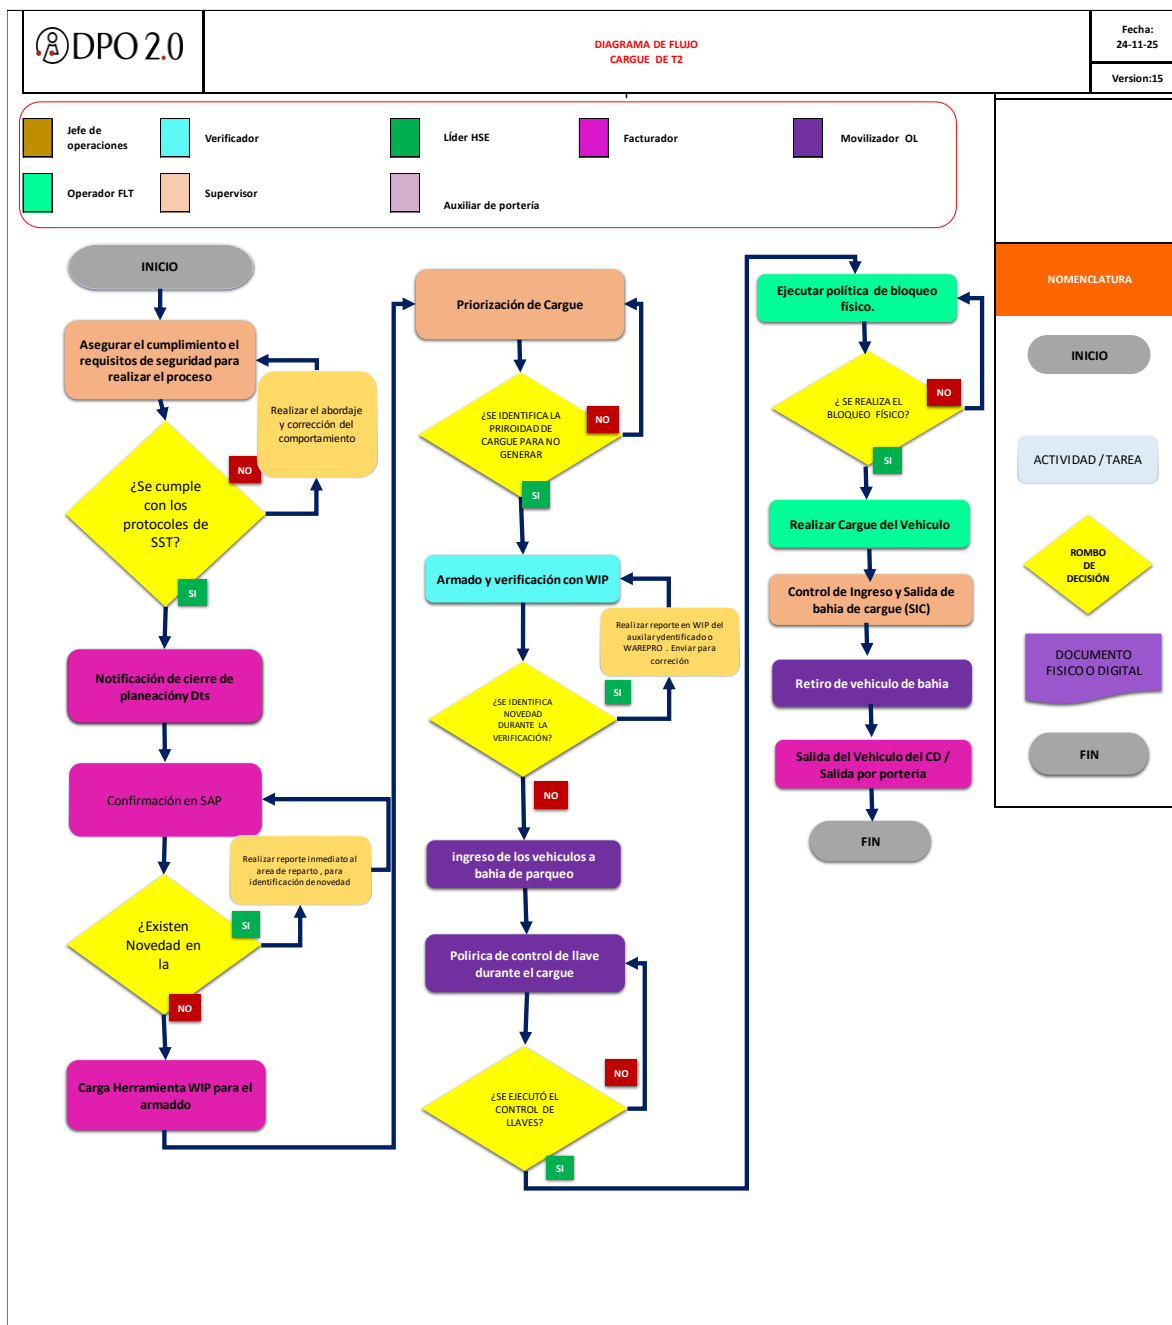 DPO 2.0
DIAGRAMA DE FLUJO
CARGUE DE T2
Fecha:
24-11-25
Version:15
Jefe de
operaciones
Verificador
LÍder HSE
Facturador
Movilizador OL
Operador FLT
Supervisor
Auxiliar de portería
INICIO
Asegurar el cumplimiento el
requisitos de seguridad para
realizar el proceso
Realizar el abordaje
y corrección del
comportamiento
NO
¿Se cumple
con los
protocoles de
SST?
SI
Notificación de cierre de
planeacióny Dts
Confirmación en SAP
Realizar reporte inmediato al
area de reparto , para
identificación de novedad
¿Existen
Novedad en
la
SI
NO
Carga Herramienta WIP para el
armaddo
Priorización de Cargue
¿SE IDENTIFICA LA
PRIROIDAD DE
CARGUE PARA NO
GENERAR
NO
SI
Armado y verificación con WIP
Realizar reporte en WIP del
auxilar ydentificado o
WAREPRO . Enviar para
correción
SI
¿SE IDENTIFICA
NOVEDAD
DURANTE LA
VERIFICACIÓN?
NO
ingreso de los vehiculos a
bahia de parqueo
Polirica de control de llave
durante el cargue
NO
¿SE EJECUTÓ EL
CONTROL DE
LLAVES?
SI
Ejecutar política de bloqueo
físico.
NO
¿ SE REALIZA EL
BLOQUEO FÍSICO?
SI
Realizar Cargue del Vehiculo
Control de Ingreso y Salida de
bahia de cargue (SIC)
Retiro de vehiculo de bahia
Salida del Vehiculo del CD /
Salida por porteria
FIN
NOMENCLATURA
INICIO
ACTIVIDAD / TAREA
ROMBO
DE
DECISIÓN
DOCUMENTO
FISICO O DIGITAL
FIN